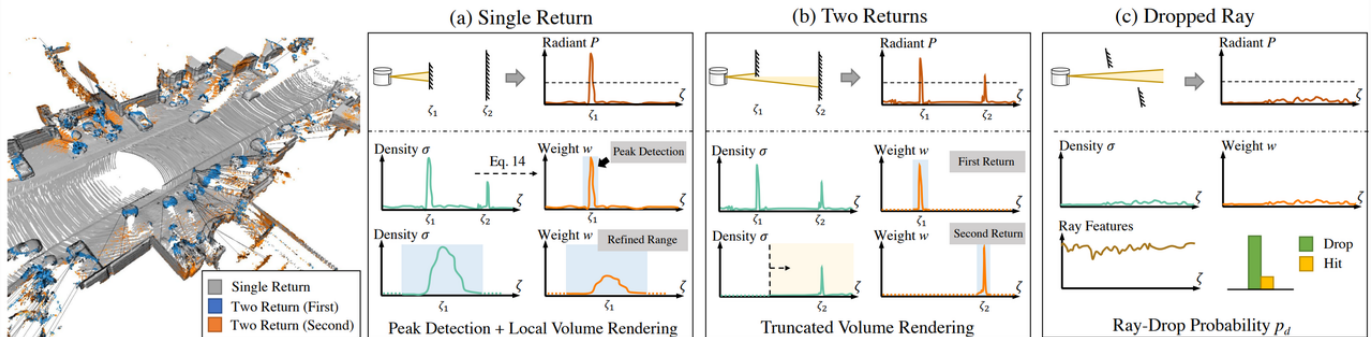 (a) Single Return
(b) Two Returns
(c) Dropped Ray
Single Return
Two Return (First)
Two Return (Second)
Radiant P
ζ
ζ₁
ζ₂
ζ₁
Density σ
Eq. 14
Weight w
Peak Detection
ζ
ζ
ζ₁
ζ₂
ζ₁
Density σ
Weight w
Refined Range
ζ
ζ
ζ₁
ζ₁
Peak Detection + Local Volume Rendering
Radiant P
ζ
ζ₁
ζ₂
ζ₁
ζ₂
Density σ
Weight w
First Return
ζ
ζ
ζ₁
ζ₂
ζ₁
Density σ
Weight w
Second Return
ζ
ζ
ζ₂
ζ₂
Truncated Volume Rendering
Radiant P
ζ
Density σ
Weight w
ζ
ζ
Ray Features
ζ
Drop
Hit
Ray-Drop Probability p_d